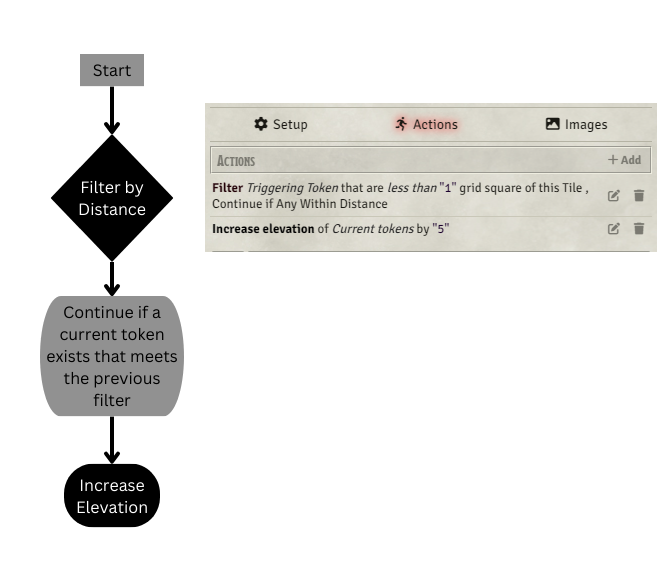 Start
Filter by
Distance
Continue if a
current token
exists that meets
the previous
filter
Increase
Elevation
Setup
Actions
Images
Actions
+ Add
Filter Triggering Token that are less than "1" grid square of this Tile ,
Continue if Any Within Distance
Increase elevation of Current tokens by "5"